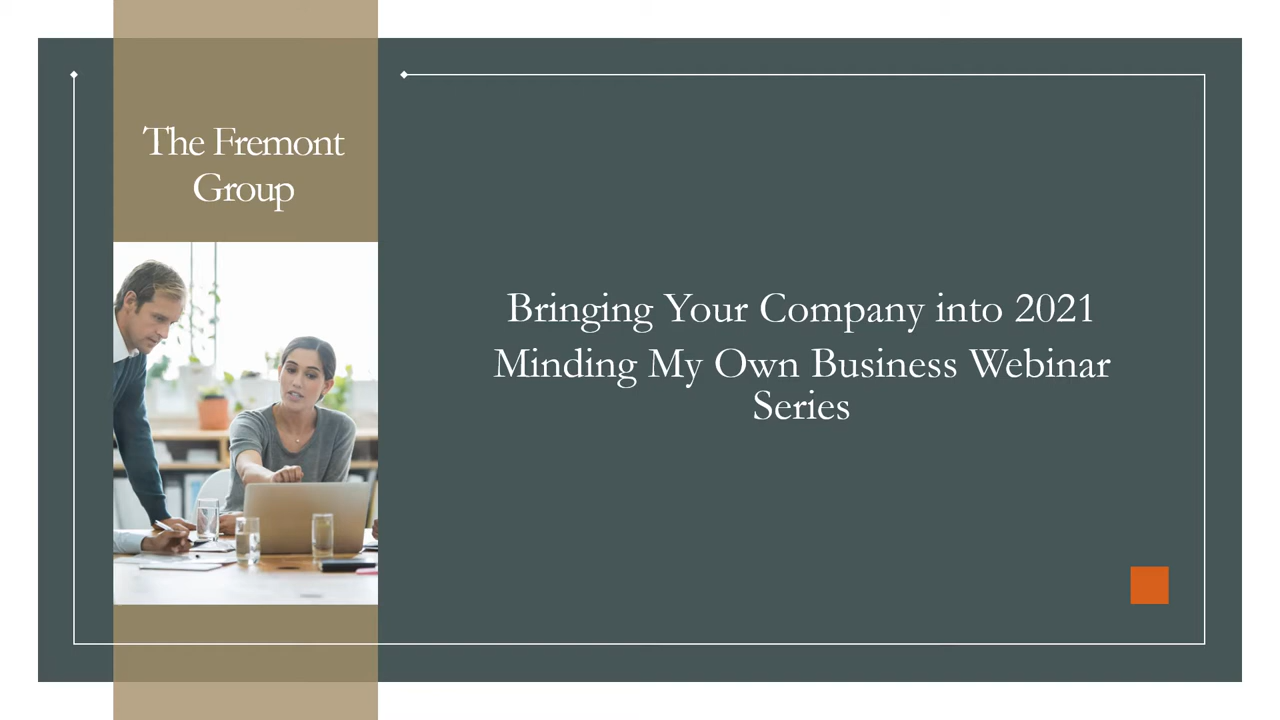 The Fremont
Group
Bringing Your Company into 2021
Minding My Own Business Webinar
Series